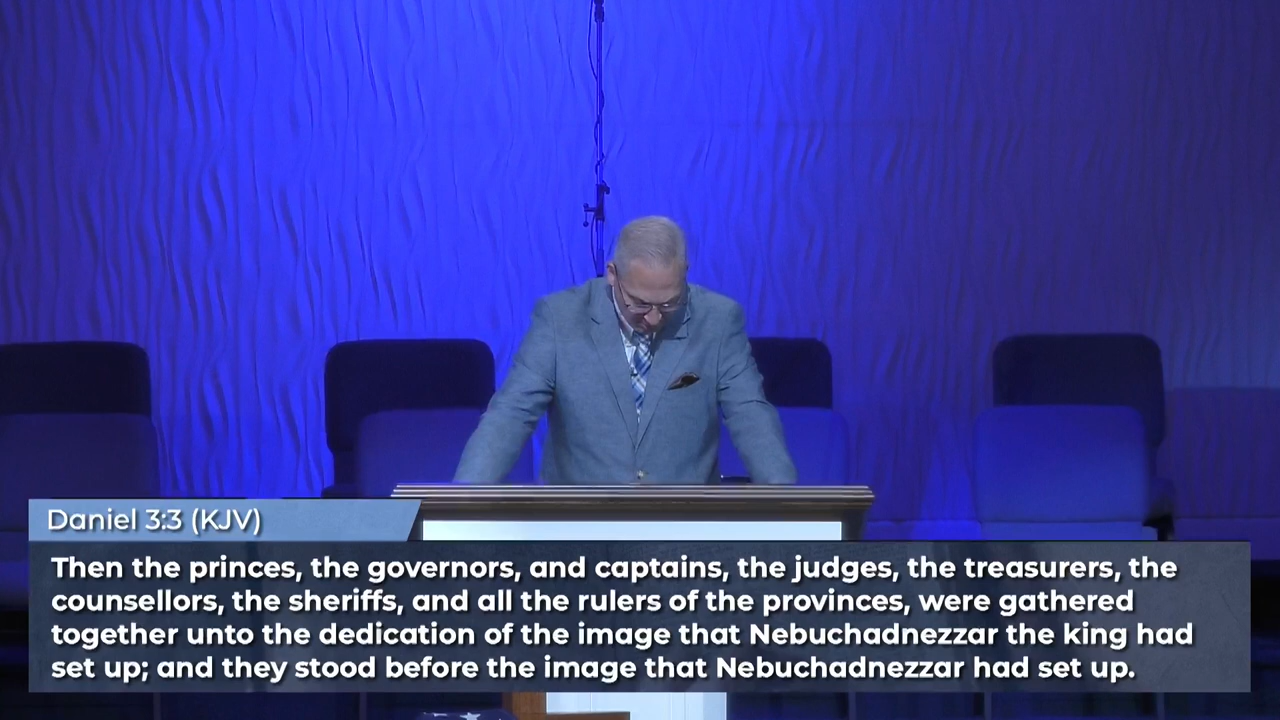 Daniel 3:3 (KJV)
Then the princes, the governors, and captains, the judges, the treasurers, the
counsellors, the sheriffs, and all the rulers of the provinces, were gathered
together unto the dedication of the image that Nebuchadnezzar the king had
set up; and they stood before the image that Nebuchadnezzar had set up.